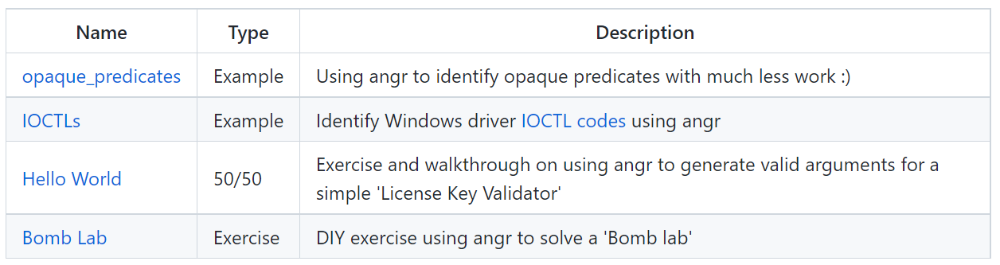 Name Type Description
opaque_predicates Example Using angr to identify opaque predicates with much less work :)
IOCTLs Example Identify Windows driver IOCTL codes using angr
Hello World 50/50 Exercise and walkthrough on using angr to generate valid arguments for a
simple 'License Key Validator'
Bomb Lab Exercise DIY exercise using angr to solve a 'Bomb lab'